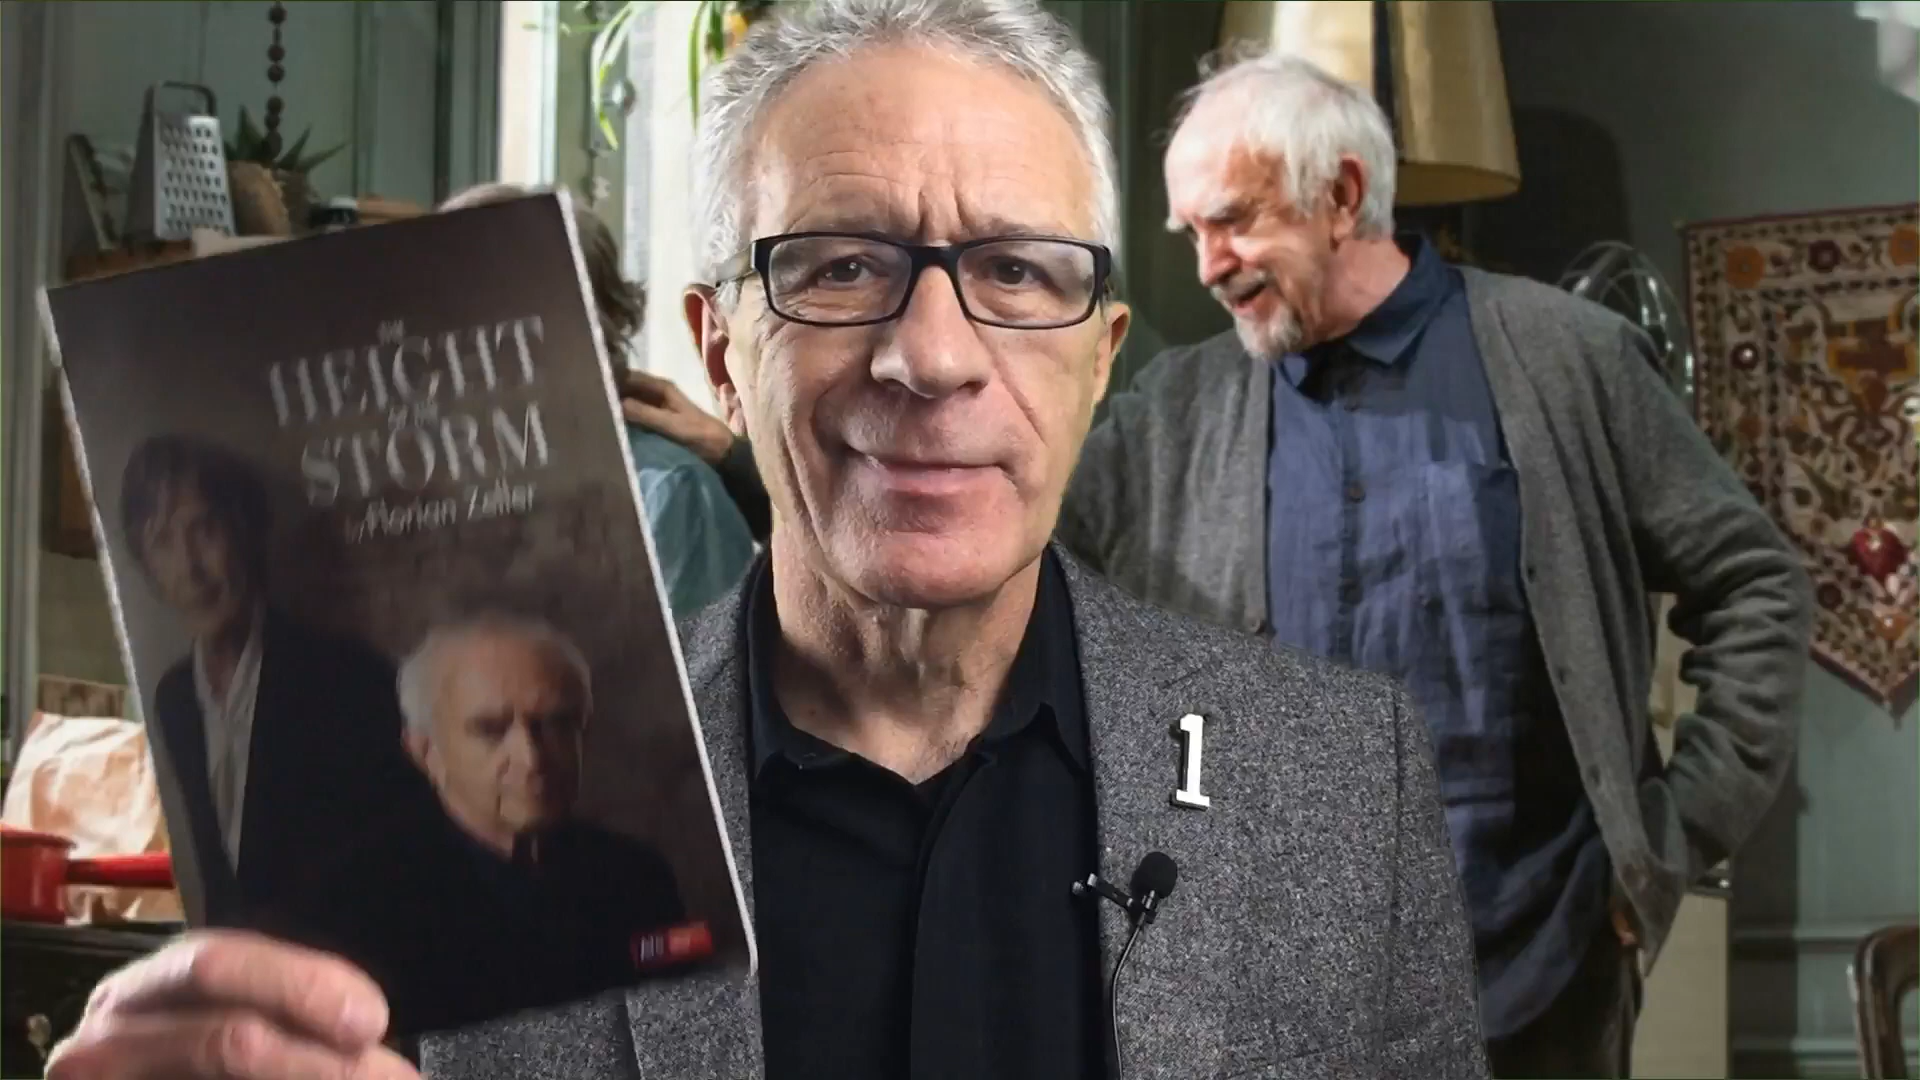 THE
HEIGHT
OF THE
STORM
by Florian Zeller
1